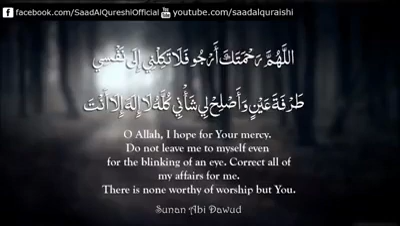 facebook.com/SaadAlQureshiOfficial youtube.com/saadalquraishi
اللَّهُمَّ رَحْمَتَكَ أَرْجُو فَلَا تَكِلْنِي إِلَى نَفْسِي
طَرْفَةَ عَيْنٍ وَأَصْلِحْ لِي شَأْنِي كُلَّهُ لَا إِلَهَ إِلَّا أَنْتَ
O Allah, I hope for Your mercy.
Do not leave me to myself even
for the blinking of an eye. Correct all of
my affairs for me.
There is none worthy of worship but You.
Sunan Abi Dawud